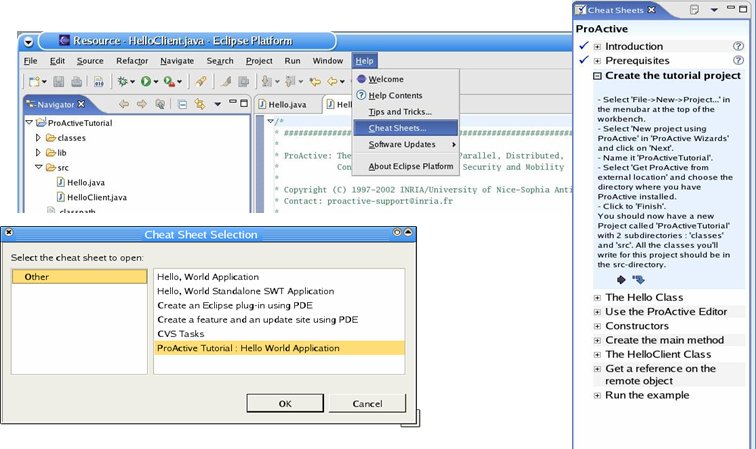 Resource - HelloClient.java - Eclipse Platform
File Edit Source Refactor Navigate Search Project Run Window Help
Navigator
ProActiveTutorial
classes
lib
src
Hello.java
HelloClient.java
.classpath
Hello.java
Hel
/*
* ProActive: The
Parallel, Distributed,
Con
Security and Mobility
*
* Copyright (C) 1997-2002 INRIA/University of Nice-Sophia Anti
* Contact: proactive-support@inria.fr
Welcome
Help Contents
Tips and Tricks...
Cheat Sheets...
Software Updates
About Eclipse Platform
Cheat Sheet Selection
Select the cheat sheet to open:
Other
Hello, World Application
Hello, World Standalone SWT Application
Create an Eclipse plug-in using PDE
Create a feature and an update site using PDE
CVS Tasks
ProActive Tutorial : Hello World Application
OK
Cancel
Cheat Sheets
ProActive
Introduction
Prerequisites
Create the tutorial project
- Select 'File->New->Project...' in
the menubar at the top of the
workbench.
- Select 'New project using
ProActive' in 'ProActive Wizards'
and click on 'Next'.
- Name it 'ProActiveTutorial'.
- Select 'Get ProActive from
external location' and choose the
directory where you have
ProActive installed.
- Click to 'Finish'.
You should now have a new
Project called 'ProActiveTutorial'
with 2 subdirectories : 'classes'
and 'src'. All the classes you'll
write for this project should be in
the src-directory.
The Hello Class
Use the ProActive Editor
Constructors
Create the main method
The HelloClient Class
Get a reference on the
remote object
Run the example